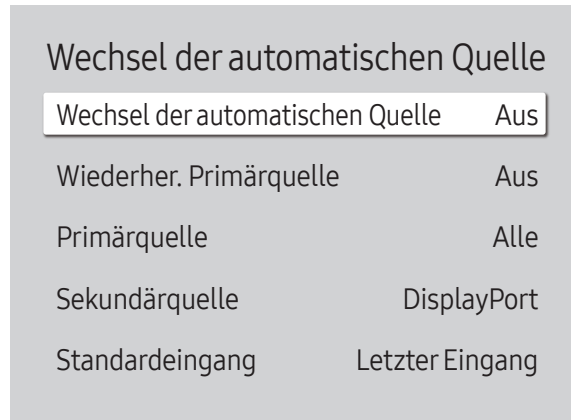 Wechsel der automatischen Quelle
Wechsel der automatischen Quelle Aus
Wiederher. Primärquelle Aus
Primärquelle Alle
Sekundärquelle DisplayPort
Standardeingang Letzter Eingang